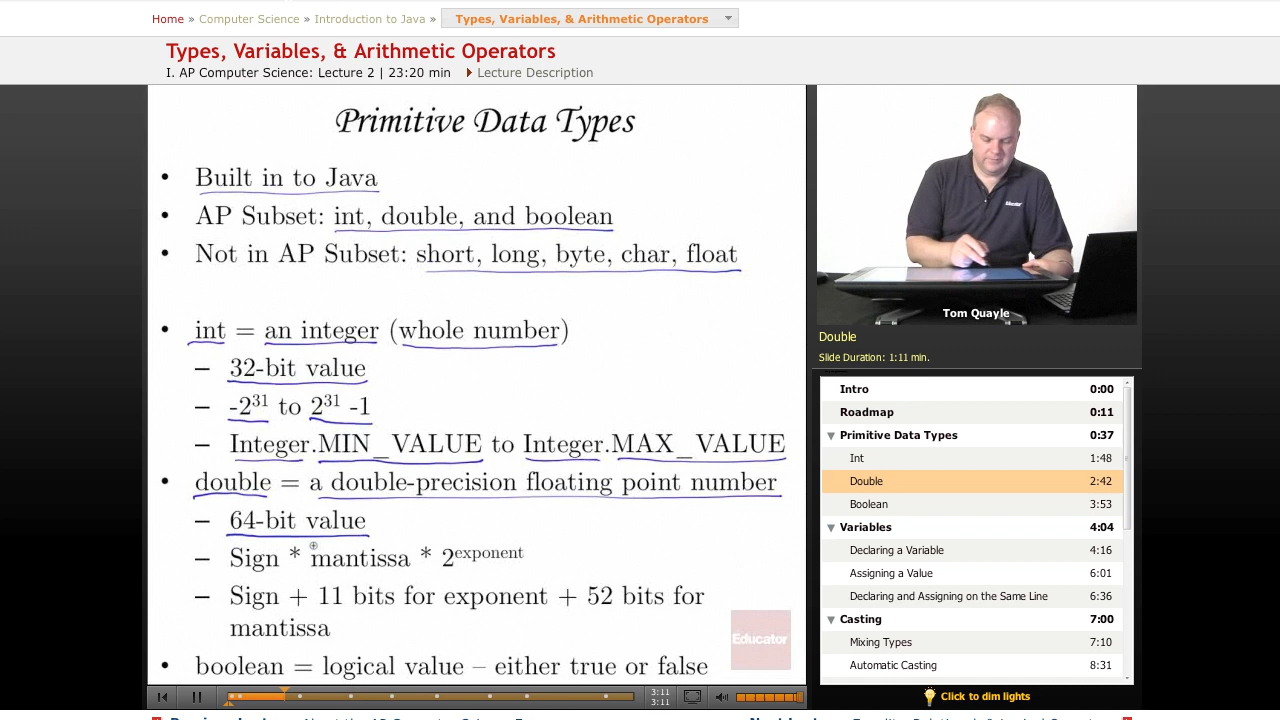 Home » Computer Science » Introduction to Java » Types, Variables, & Arithmetic Operators
Types, Variables, & Arithmetic Operators
I. AP Computer Science: Lecture 2 | 23:20 min Lecture Description
Primitive Data Types
• Built in to Java
• AP Subset: int, double, and boolean
• Not in AP Subset: short, long, byte, char, float
• int = an integer (whole number)
– 32-bit value
– -2³¹ to 2³¹ -1
– Integer.MIN_VALUE to Integer.MAX_VALUE
• double = a double-precision floating point number
– 64-bit value
– Sign * mantissa * 2^exponent
– Sign + 11 bits for exponent + 52 bits for
mantissa
• boolean = logical value – either true or false
Educator
3:11
3:11
Educator
Tom Quayle
Double
Slide Duration: 1:11 min.
Intro 0:00
Roadmap 0:11
Primitive Data Types 0:37
Int 1:48
Double 2:42
Boolean 3:53
Variables 4:04
Declaring a Variable 4:16
Assigning a Value 6:01
Declaring and Assigning on the Same Line 6:36
Casting 7:00
Mixing Types 7:10
Automatic Casting 8:31
Click to dim lights